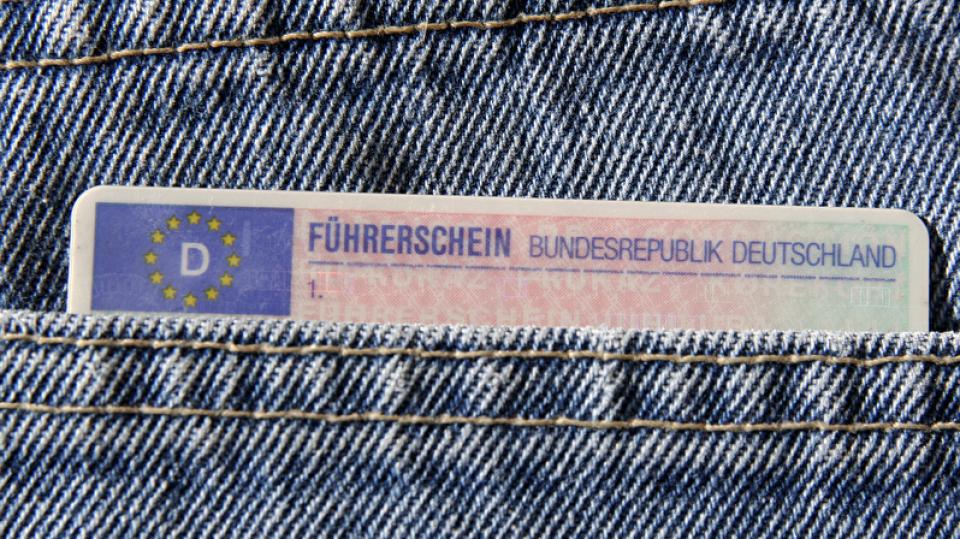 D
FÜHRERSCHEIN BUNDESREPUBLIK DEUTSCHLAND
1.